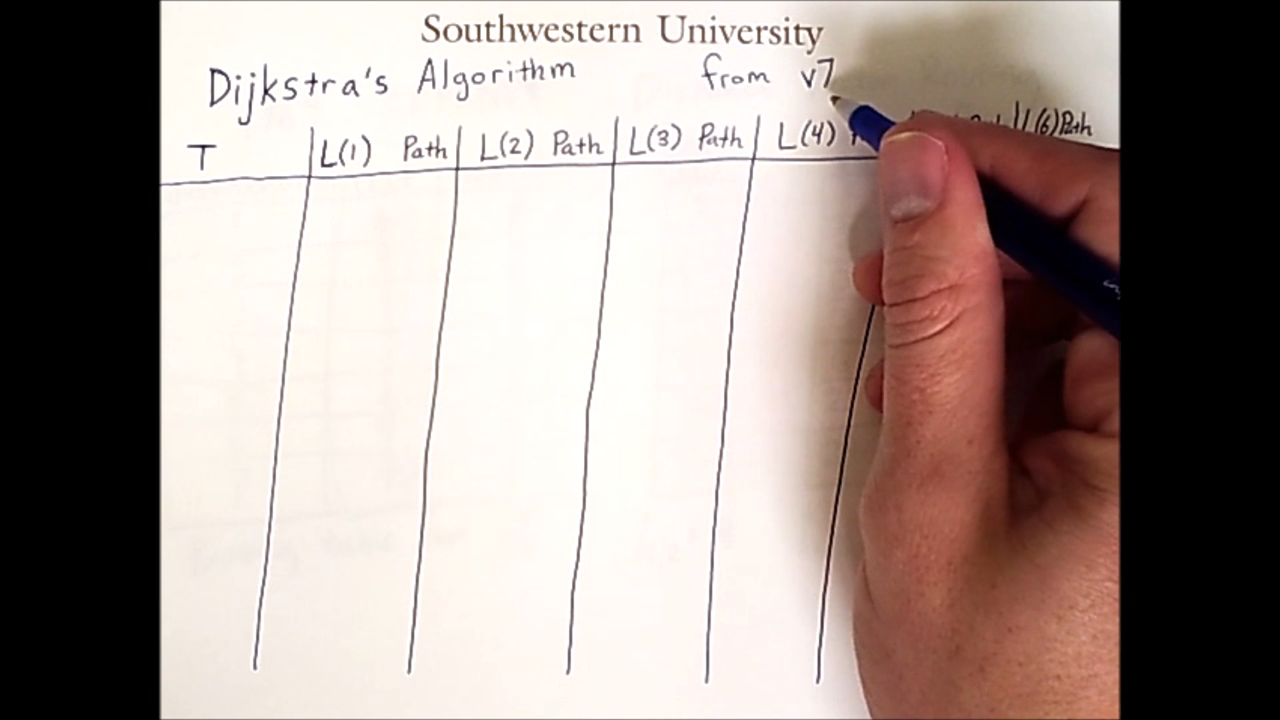 Southwestern University
Dijkstra's Algorithm from v7
T L(1) Path L(2) Path L(3) Path L(4) L(6) Path